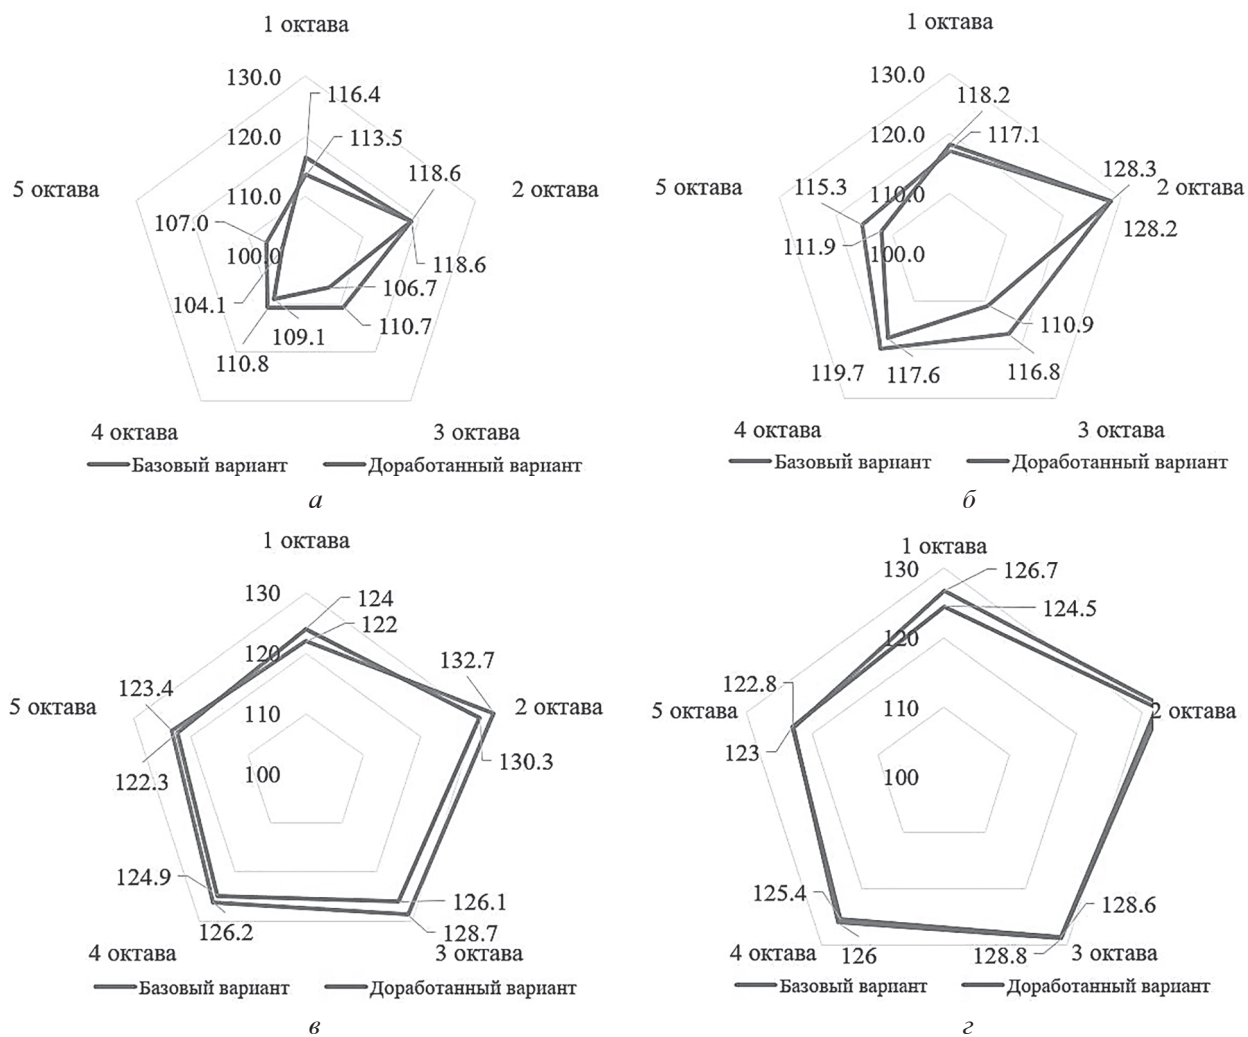 1 октава
130.0
116.4
120.0
113.5
5 октава
118.6
2 октава
110.0
107.0
100.0
118.6
106.7
104.1
109.1
110.7
110.8
4 октава
3 октава
Базовый вариант
Доработанный вариант
а
1 октава
130.0
118.2
120.0
117.1
128.3
5 октава
115.3
2 октава
110.0
128.2
111.9
100.0
110.9
119.7
117.6
116.8
4 октава
3 октава
Базовый вариант
Доработанный вариант
б
1 октава
130
124
122
120
132.7
123.4
5 октава
2 октава
110
130.3
122.3
100
124.9
126.1
126.2
128.7
4 октава
3 октава
Базовый вариант
Доработанный вариант
в
1 октава
130
126.7
124.5
120
122.8
5 октава
110
2 октава
123
100
125.4
128.6
4 октава
126
128.8
3 октава
Базовый вариант
Доработанный вариант
г